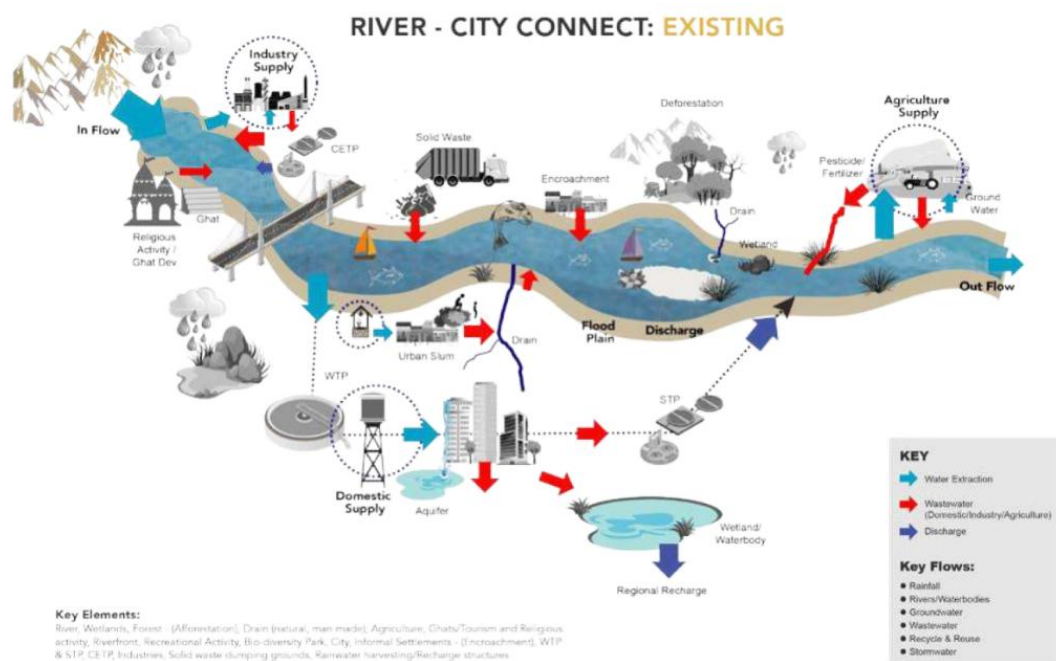 RIVER - CITY CONNECT: EXISTING
Industry
Supply
In Flow
CETP
Solid Waste
Encroachment
Deforestation
Agriculture
Supply
Pesticide/
Fertilizer
Ground
Water
Ghat
Religious
Activity /
Ghat Dev
Drain
Wetland
Out Flow
Urban Slum
Drain
Flood
Plain
Discharge
WTP
STP
Domestic
Supply
Aquifer
Wetland/
Waterbody
Regional Recharge
KEY
Water Extraction
Wastewater
(Domestic/Industry/Agriculture)
Discharge
Key Flows:
• Rainfall
• Rivers/Waterbodies
• Groundwater
• Wastewater
• Recycle & Reuse
• Stormwater
Key Elements:
River, Wetlands, Forest - (Afforestation), Drain (natural, man made), Agriculture, Ghats/Tourism and Religious
activity, Riverfront, Recreational Activity, Bio-diversity Park, City, Informal Settlements - (Encroachment), WTP
& STP, CETP, Industries, Solid waste dumping grounds, Rainwater harvesting/Recharge structures